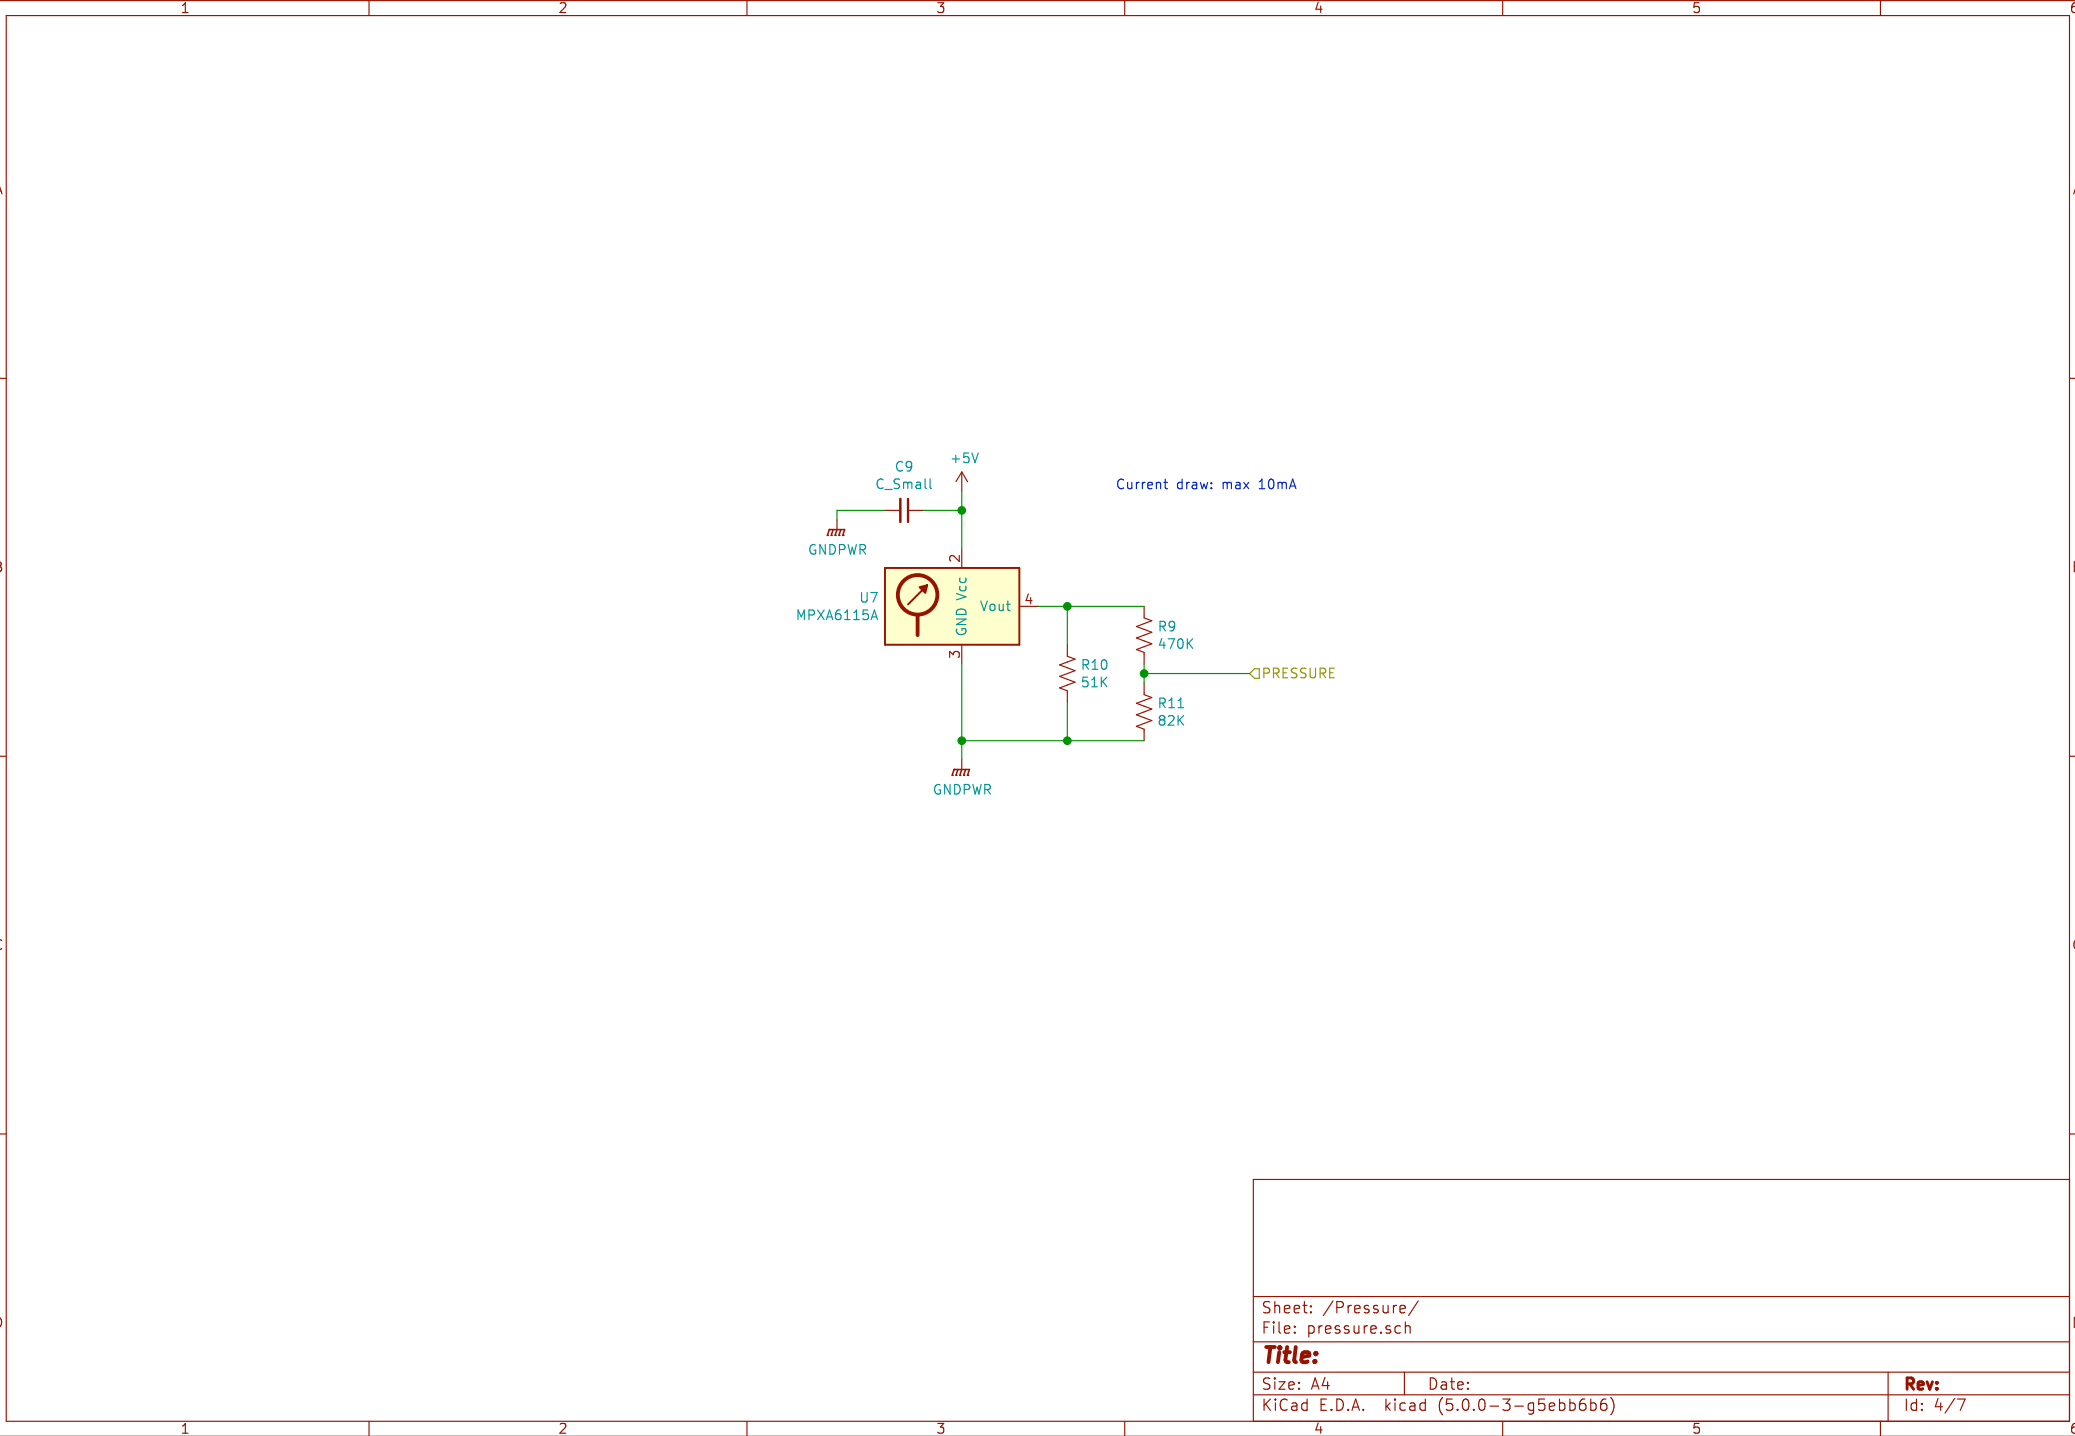 1 2 3 4 5 6
A A
+5V
C9
C_Small
Current draw: max 10mA
GNDPWR
2
B B
U7
MPXA6115A
GND Vcc
Vout
4
3
R9
470K
R10
51K
PRESSURE
R11
82K
GNDPWR
C C
Sheet: /Pressure/
File: pressure.sch
D D
Title:
Size: A4
Date:
Rev:
KiCad E.D.A. kicad (5.0.0-3-g5ebb6b6)
Id: 4/7
1 2 3 4 5 6